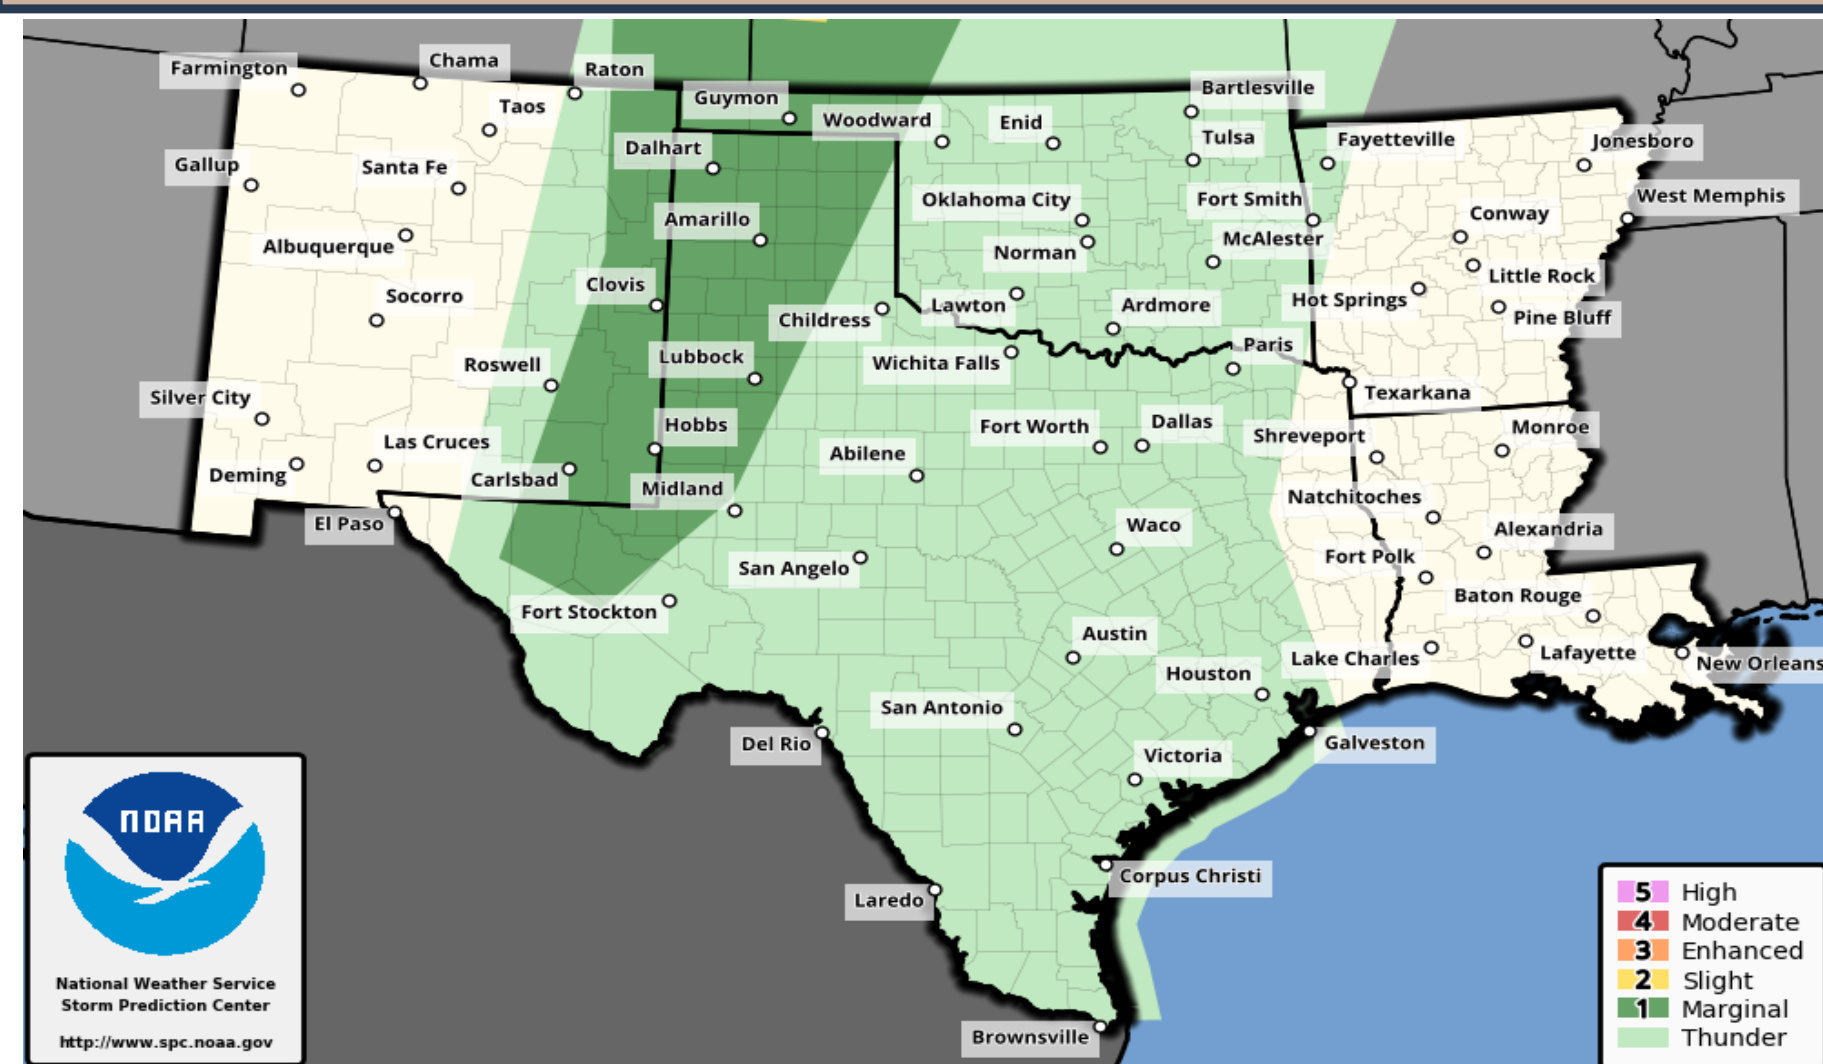 Farmington
Chama
Raton
Taos
Guymon
Woodward
Enid
Bartlesville
Tulsa
Fayetteville
Jonesboro
Gallup
Santa Fe
Dalhart
Amarillo
Oklahoma City
Fort Smith
West Memphis
Conway
Albuquerque
Norman
McAlester
Little Rock
Socorro
Clovis
Childress
Lawton
Ardmore
Hot Springs
Pine Bluff
Roswell
Lubbock
Wichita Falls
Paris
Texarkana
Silver City
Las Cruces
Hobbs
Abilene
Fort Worth
Dallas
Shreveport
Monroe
Deming
Carlsbad
Midland
Natchitoches
El Paso
Waco
Alexandria
San Angelo
Fort Polk
Fort Stockton
Baton Rouge
Austin
Lake Charles
Lafayette
New Orleans
Houston
San Antonio
Del Rio
Victoria
Galveston
Laredo
Corpus Christi
Brownsville
NOAA
National Weather Service
Storm Prediction Center
http://www.spc.noaa.gov
5 High
4 Moderate
3 Enhanced
2 Slight
1 Marginal
Thunder